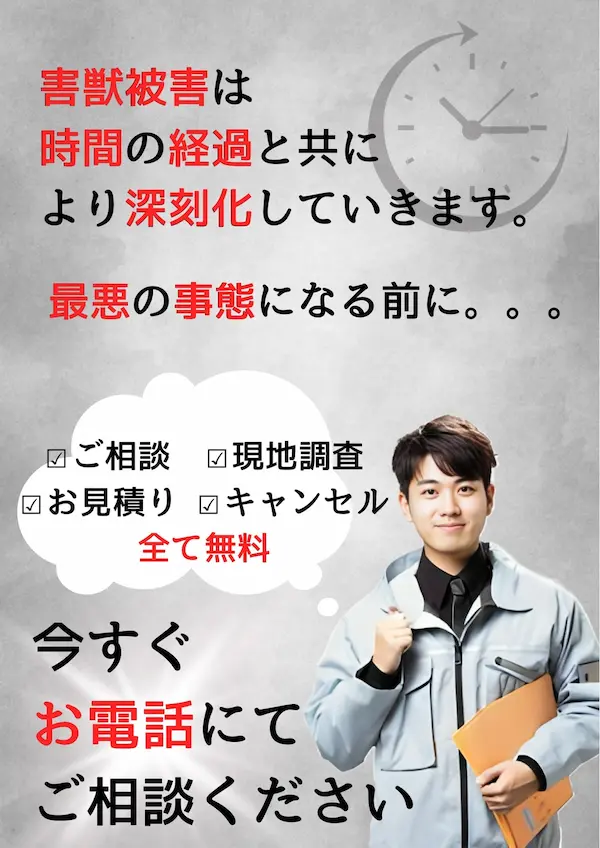 害獣被害は
時間の経過と共に
より深刻化していきます。
最悪の事態になる前に。。。
☑ご相談 ☑現地調査
☑お見積り ☑キャンセル
全て無料
今すぐ
お電話にて
ご相談ください